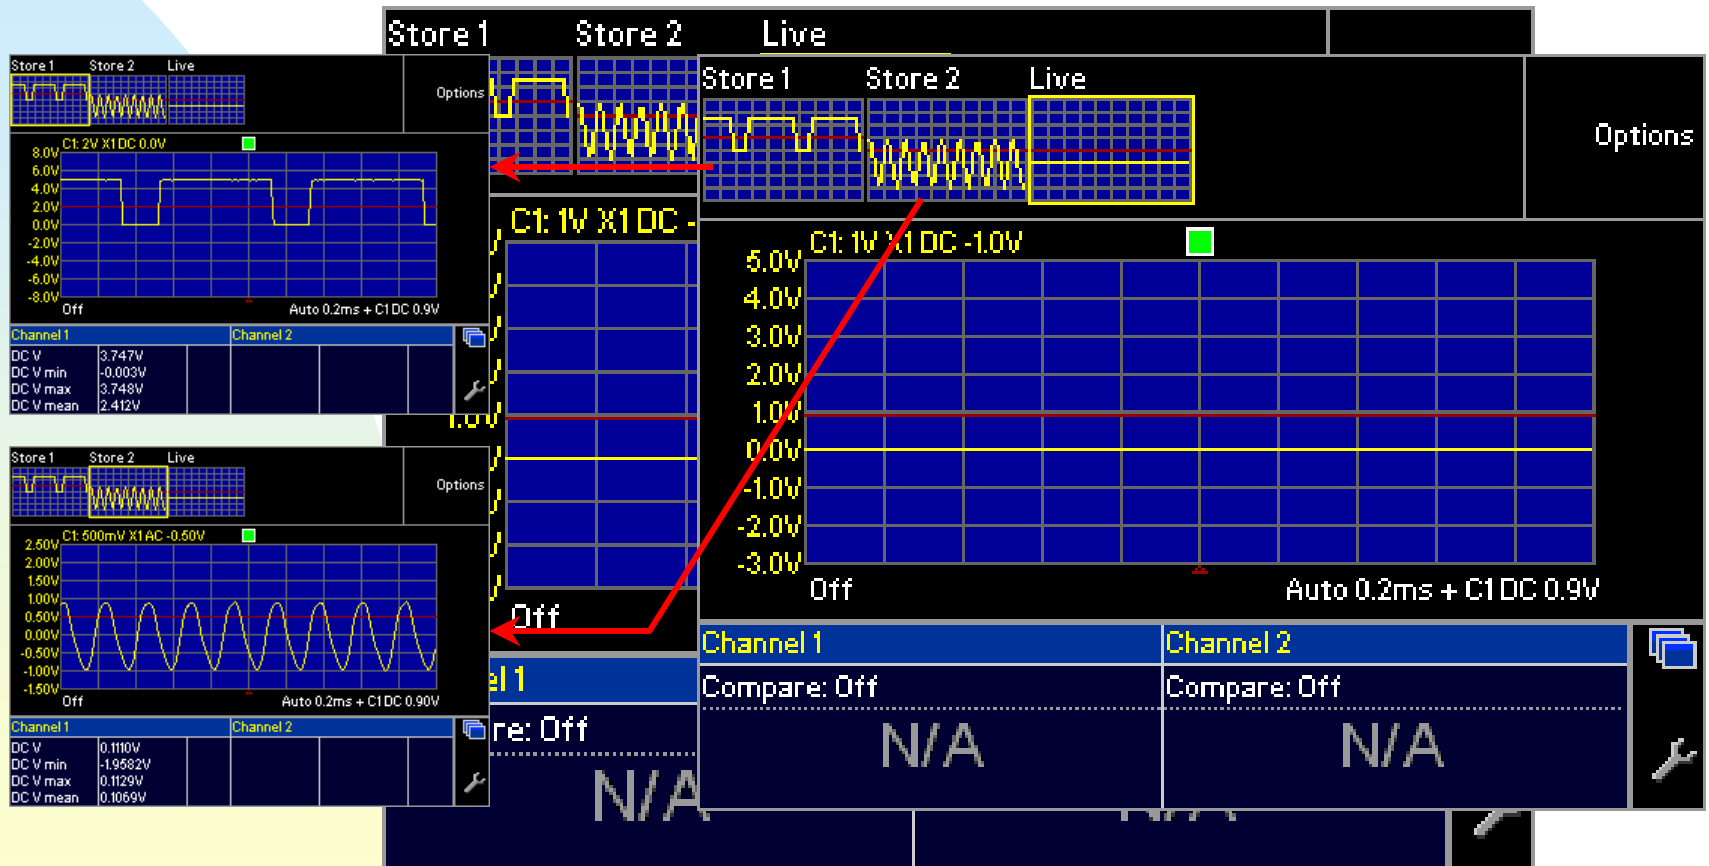 Store 1 Store 2 Live
Store 1 Store 2 Live
Options
C1: 2V X1 DC 0.0V
8.0V
6.0V
4.0V
2.0V
0.0V
-2.0V
-4.0V
-6.0V
-8.0V
Off Auto 0.2ms + C1 DC 0.9V
Channel 1 Channel 2
DC V 3.747V
DC V min -0.003V
DC V max 3.748V
DC V mean 2.412V
Store 1 Store 2 Live
Options
C1: 500mV X1 AC -0.50V
2.50V
2.00V
1.50V
1.00V
0.50V
0.00V
-0.50V
-1.00V
-1.50V
Off Auto 0.2ms + C1 DC 0.90V
Channel 1 Channel 2
DC V 0.1110V
DC V min -1.9582V
DC V max 0.1129V
DC V mean 0.1069V
C1: 1V X1 DC -
1.0V
Off
el 1
re: Off
N/A
Store 1 Store 2 Live
Options
C1: 1V X1 DC -1.0V
5.0V
4.0V
3.0V
2.0V
1.0V
0.0V
-1.0V
-2.0V
-3.0V
Off Auto 0.2ms + C1 DC 0.9V
Channel 1 Channel 2
Compare: Off Compare: Off
N/A N/A